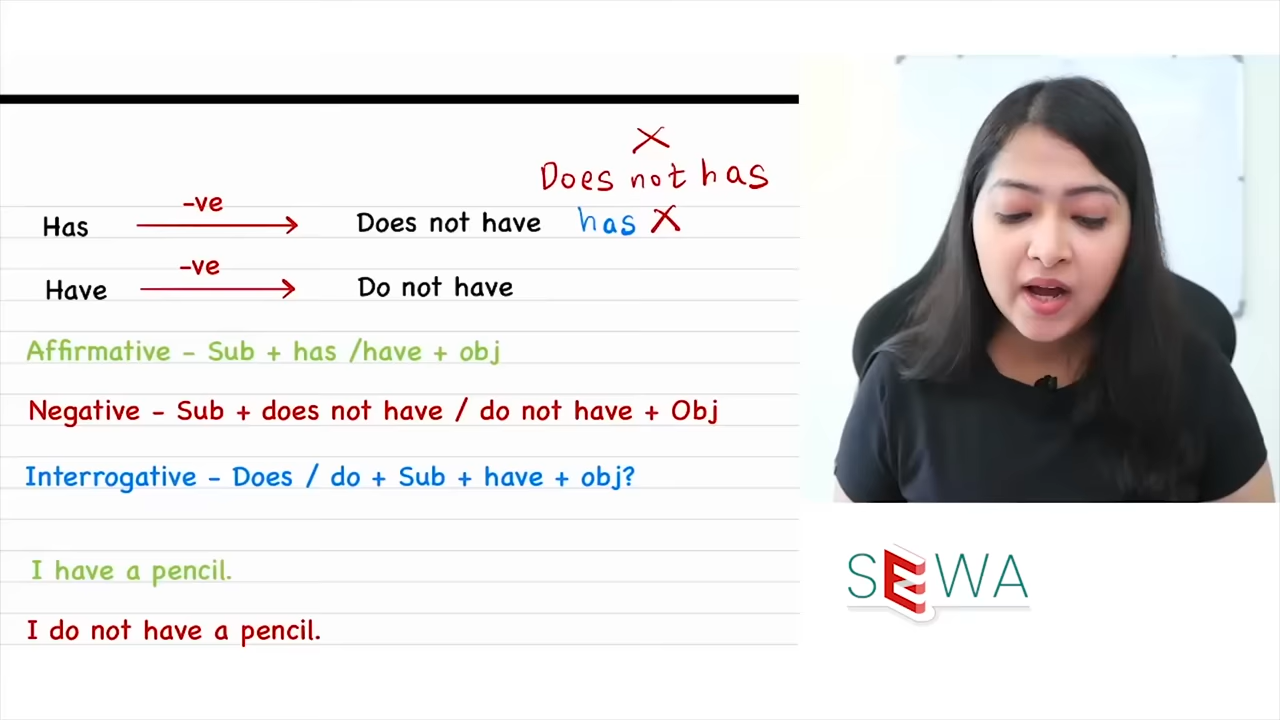 X
Does not has
Has -ve Does not have has X
Have -ve Do not have
Affirmative - Sub + has /have + obj
Negative - Sub + does not have / do not have + Obj
Interrogative - Does / do + Sub + have + obj?
I have a pencil.
I do not have a pencil.
SEWA